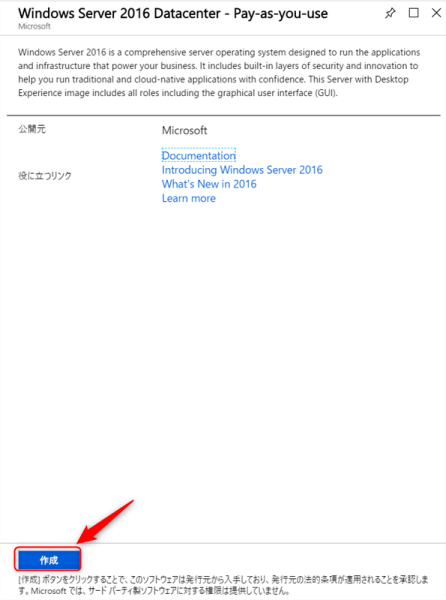 Windows Server 2016 Datacenter - Pay-as-you-use
Microsoft
Windows Server 2016 is a comprehensive server operating system designed to run the applications
and infrastructure that power your business. It includes built-in layers of security and innovation to
help you run traditional and cloud-native applications with confidence. This Server with Desktop
Experience image includes all roles including the graphical user interface (GUI).
公開元
Microsoft
役に立つリンク
Documentation
Introducing Windows Server 2016
What's New in 2016
Learn more
作成
[作成] ボタンをクリックすることで、このソフトウェアは発行元から入手しており、発行元の法的条項が適用されることを承認しま
す。Microsoft では、サード パーティ製ソフトウェアに対する権限は提供していません。